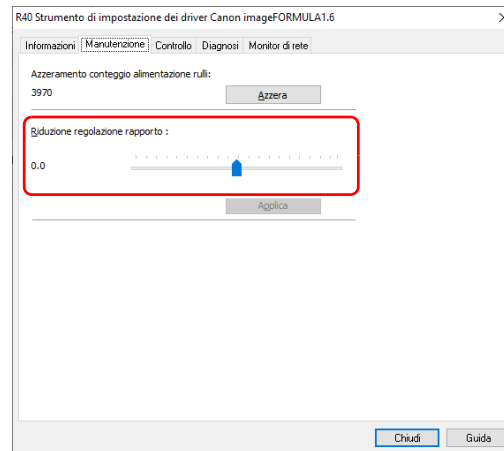 R40 Strumento di impostazione dei driver Canon imageFORMULA1.6
Informazioni Manutenzione Controllo Diagnosi Monitor di rete
Azzeramento conteggio alimentazione rulli:
3970 Azzera
Riduzione regolazione rapporto :
0.0
Applica
Chiudi Guida